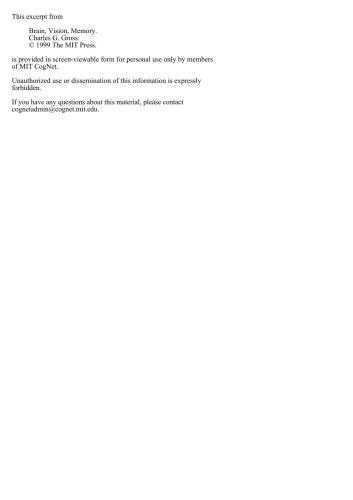 This excerpt from
Brain, Vision, Memory.
Charles G. Gross.
© 1999 The MIT Press.
is provided in screen-viewable form for personal use only by members
of MIT CogNet.
Unauthorized use or dissemination of this information is expressly
forbidden.
If you have any questions about this material, please contact
cognetadmin@cognet.mit.edu.